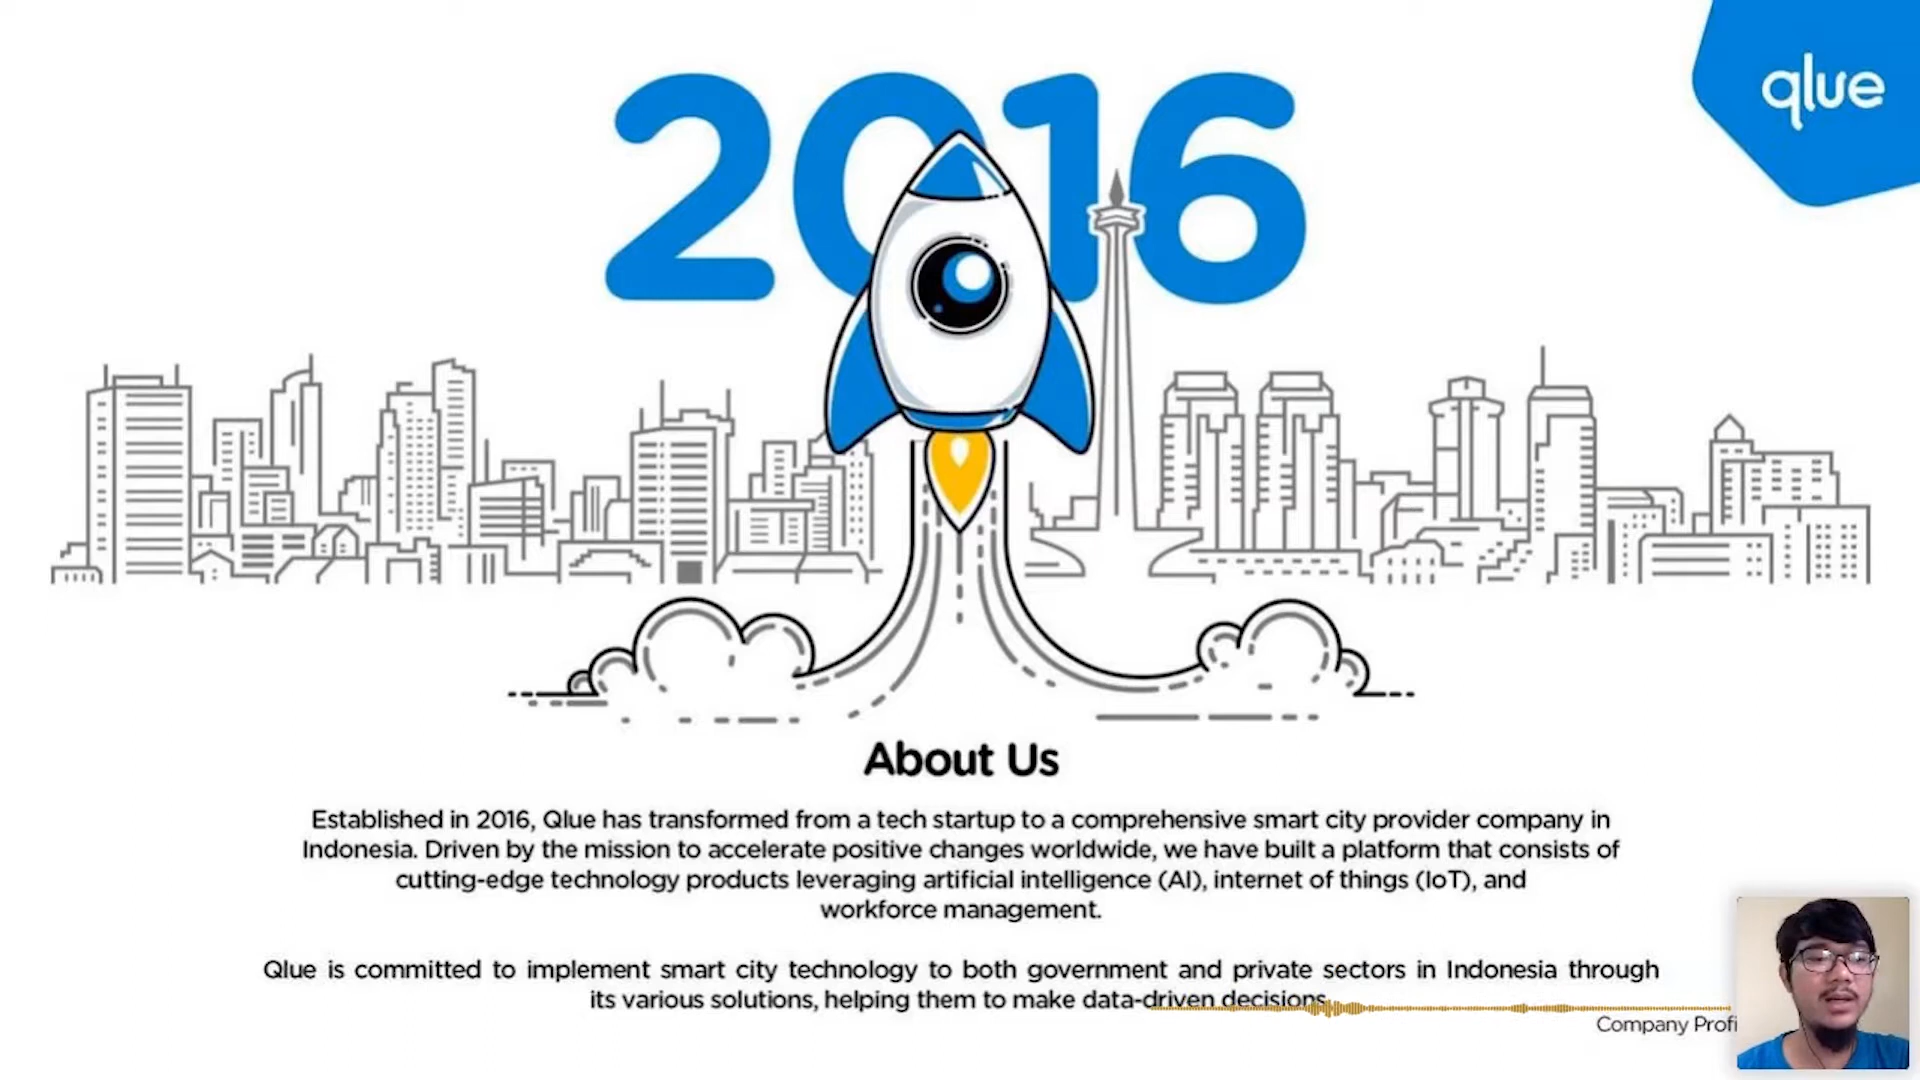 2016
qlue
About Us
Established in 2016, Qlue has transformed from a tech startup to a comprehensive smart city provider company in
Indonesia. Driven by the mission to accelerate positive changes worldwide, we have built a platform that consists of
cutting-edge technology products leveraging artificial intelligence (AI), internet of things (IoT), and
workforce management.
Qlue is committed to implement smart city technology to both government and private sectors in Indonesia through
its various solutions, helping them to make data-driven decisions.
Company Profi